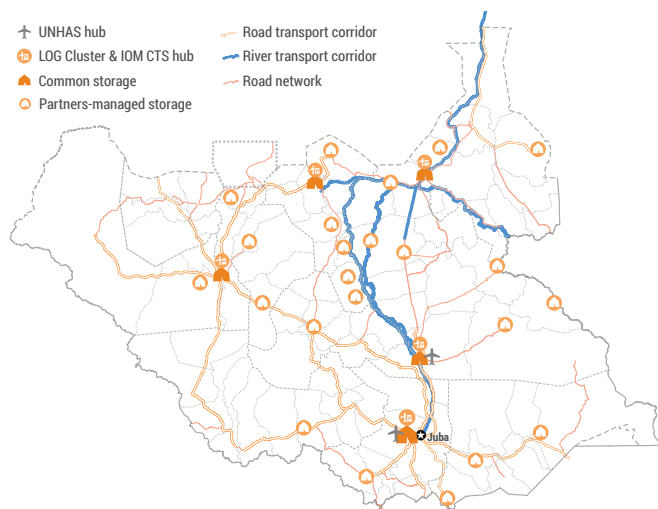 UNHAS hub
LOG Cluster & IOM CTS hub
Common storage
Partners-managed storage
Road transport corridor
River transport corridor
Road network
Juba